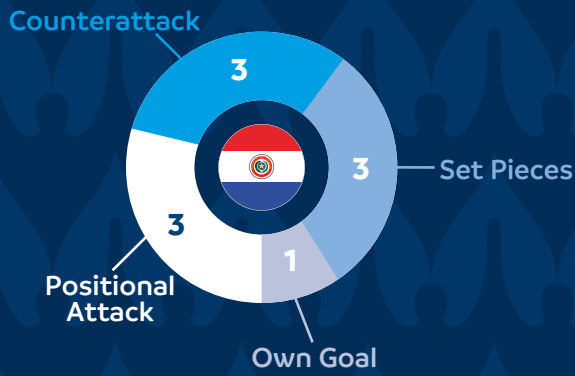 Counterattack
3
3
Set Pieces
3
1
Positional
Attack
Own Goal